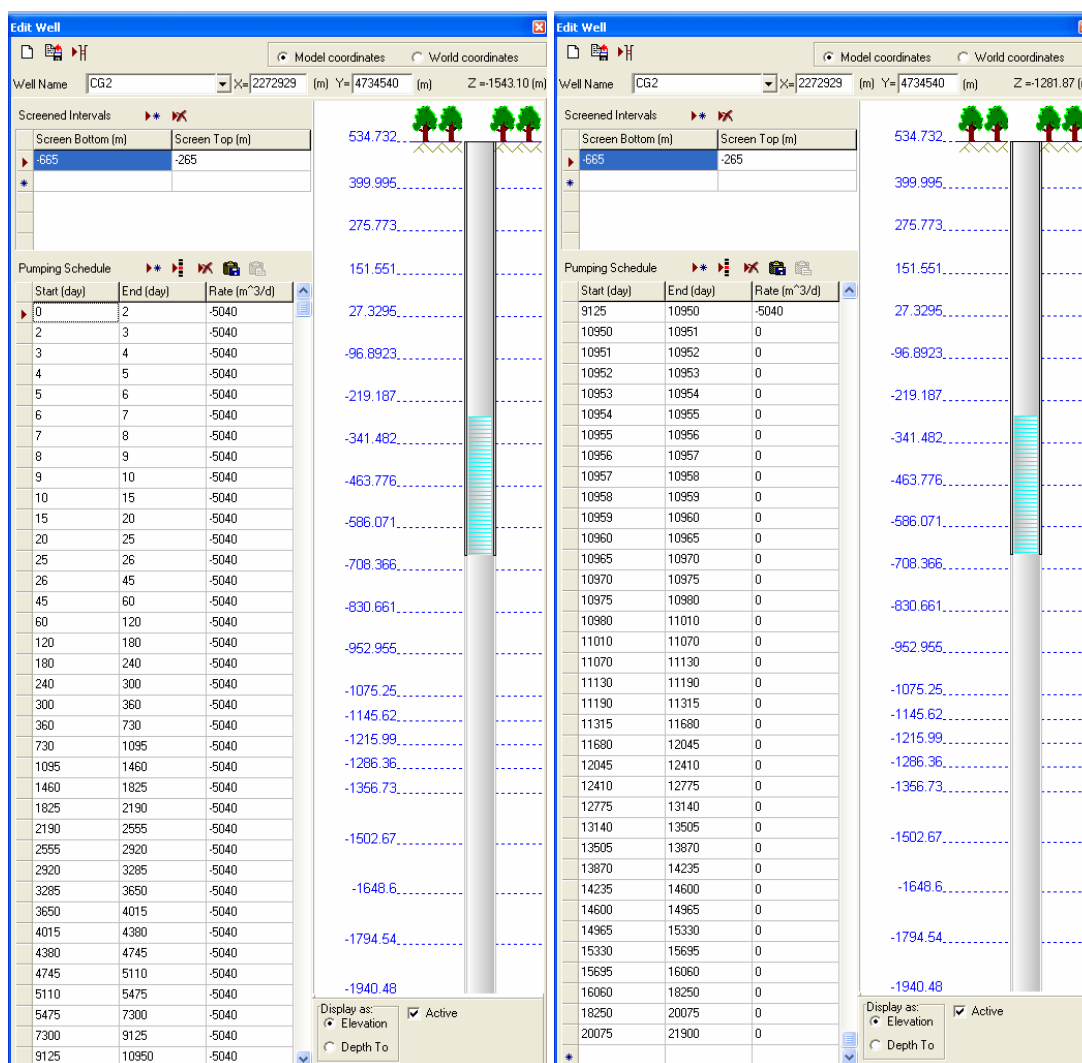 Edit Well
Model coordinates World coordinates
Well Name CG2 X= 2272929 (m) Y= 4734540 (m) Z =-1543.10 (m)
Screened Intervals
Screen Bottom (m) Screen Top (m)
-665 -265
Pumping Schedule
Start (day) End (day) Rate (m^3/d)
0 2 -5040
2 3 -5040
3 4 -5040
4 5 -5040
5 6 -5040
6 7 -5040
7 8 -5040
8 9 -5040
9 10 -5040
10 15 -5040
15 20 -5040
20 25 -5040
25 26 -5040
26 45 -5040
45 60 -5040
60 120 -5040
120 180 -5040
180 240 -5040
240 300 -5040
300 360 -5040
360 730 -5040
730 1095 -5040
1095 1460 -5040
1460 1825 -5040
1825 2190 -5040
2190 2555 -5040
2555 2920 -5040
2920 3285 -5040
3285 3650 -5040
3650 4015 -5040
4015 4380 -5040
4380 4745 -5040
4745 5110 -5040
5110 5475 -5040
5475 7300 -5040
7300 9125 -5040
9125 10950 -5040
534.732
399.995
275.773
151.551
27.3295
-96.8923
-219.187
-341.482
-463.776
-586.071
-708.366
-830.661
-952.955
-1075.25
-1145.62
-1215.99
-1286.36
-1356.73
-1502.67
-1648.6
-1794.54
-1940.48
Display as:
Elevation
Depth To
Active
Edit Well
Model coordinates World coordinates
Well Name CG2 X= 2272929 (m) Y= 4734540 (m) Z =-1281.87
Screened Intervals
Screen Bottom (m) Screen Top (m)
-665 -265
Pumping Schedule
Start (day) End (day) Rate (m^3/d)
9125 10950 -5040
10950 10951 0
10951 10952 0
10952 10953 0
10953 10954 0
10954 10955 0
10955 10956 0
10956 10957 0
10957 10958 0
10958 10959 0
10959 10960 0
10960 10965 0
10965 10970 0
10970 10975 0
10975 10980 0
10980 11010 0
11010 11070 0
11070 11130 0
11130 11190 0
11190 11315 0
11315 11680 0
11680 12045 0
12045 12410 0
12410 12775 0
12775 13140 0
13140 13505 0
13505 13870 0
13870 14235 0
14235 14600 0
14600 14965 0
14965 15330 0
15330 15695 0
15695 16060 0
16060 18250 0
18250 20075 0
20075 21900 0
534.732
399.995
275.773
151.551
27.3295
-96.8923
-219.187
-341.482
-463.776
-586.071
-708.366
-830.661
-952.955
-1075.25
-1145.62
-1215.99
-1286.36
-1356.73
-1502.67
-1648.6
-1794.54
-1940.48
Display as:
Elevation
Depth To
Active